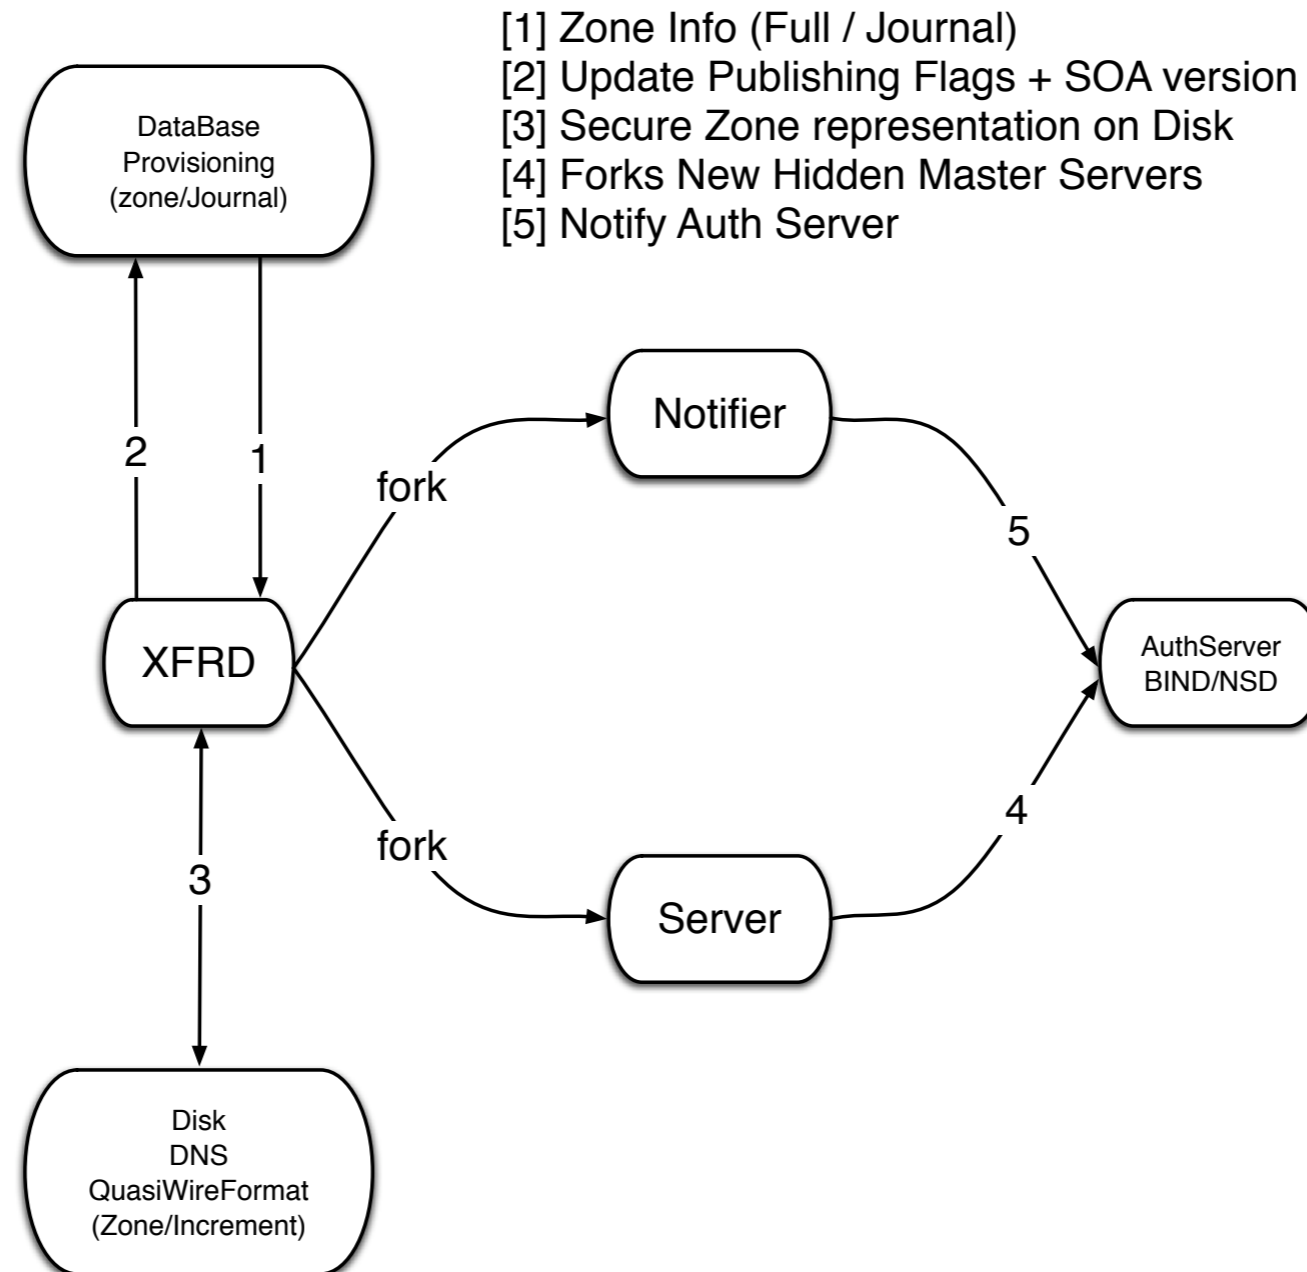 [1] Zone Info (Full / Journal)
[2] Update Publishing Flags + SOA version
[3] Secure Zone representation on Disk
[4] Forks New Hidden Master Servers
[5] Notify Auth Server
DataBase
Provisioning
(zone/Journal)
2
1
fork
Notifier
5
XFRD
AuthServer
BIND/NSD
fork
4
3
Server
Disk
DNS
QuasiWireFormat
(Zone/Increment)